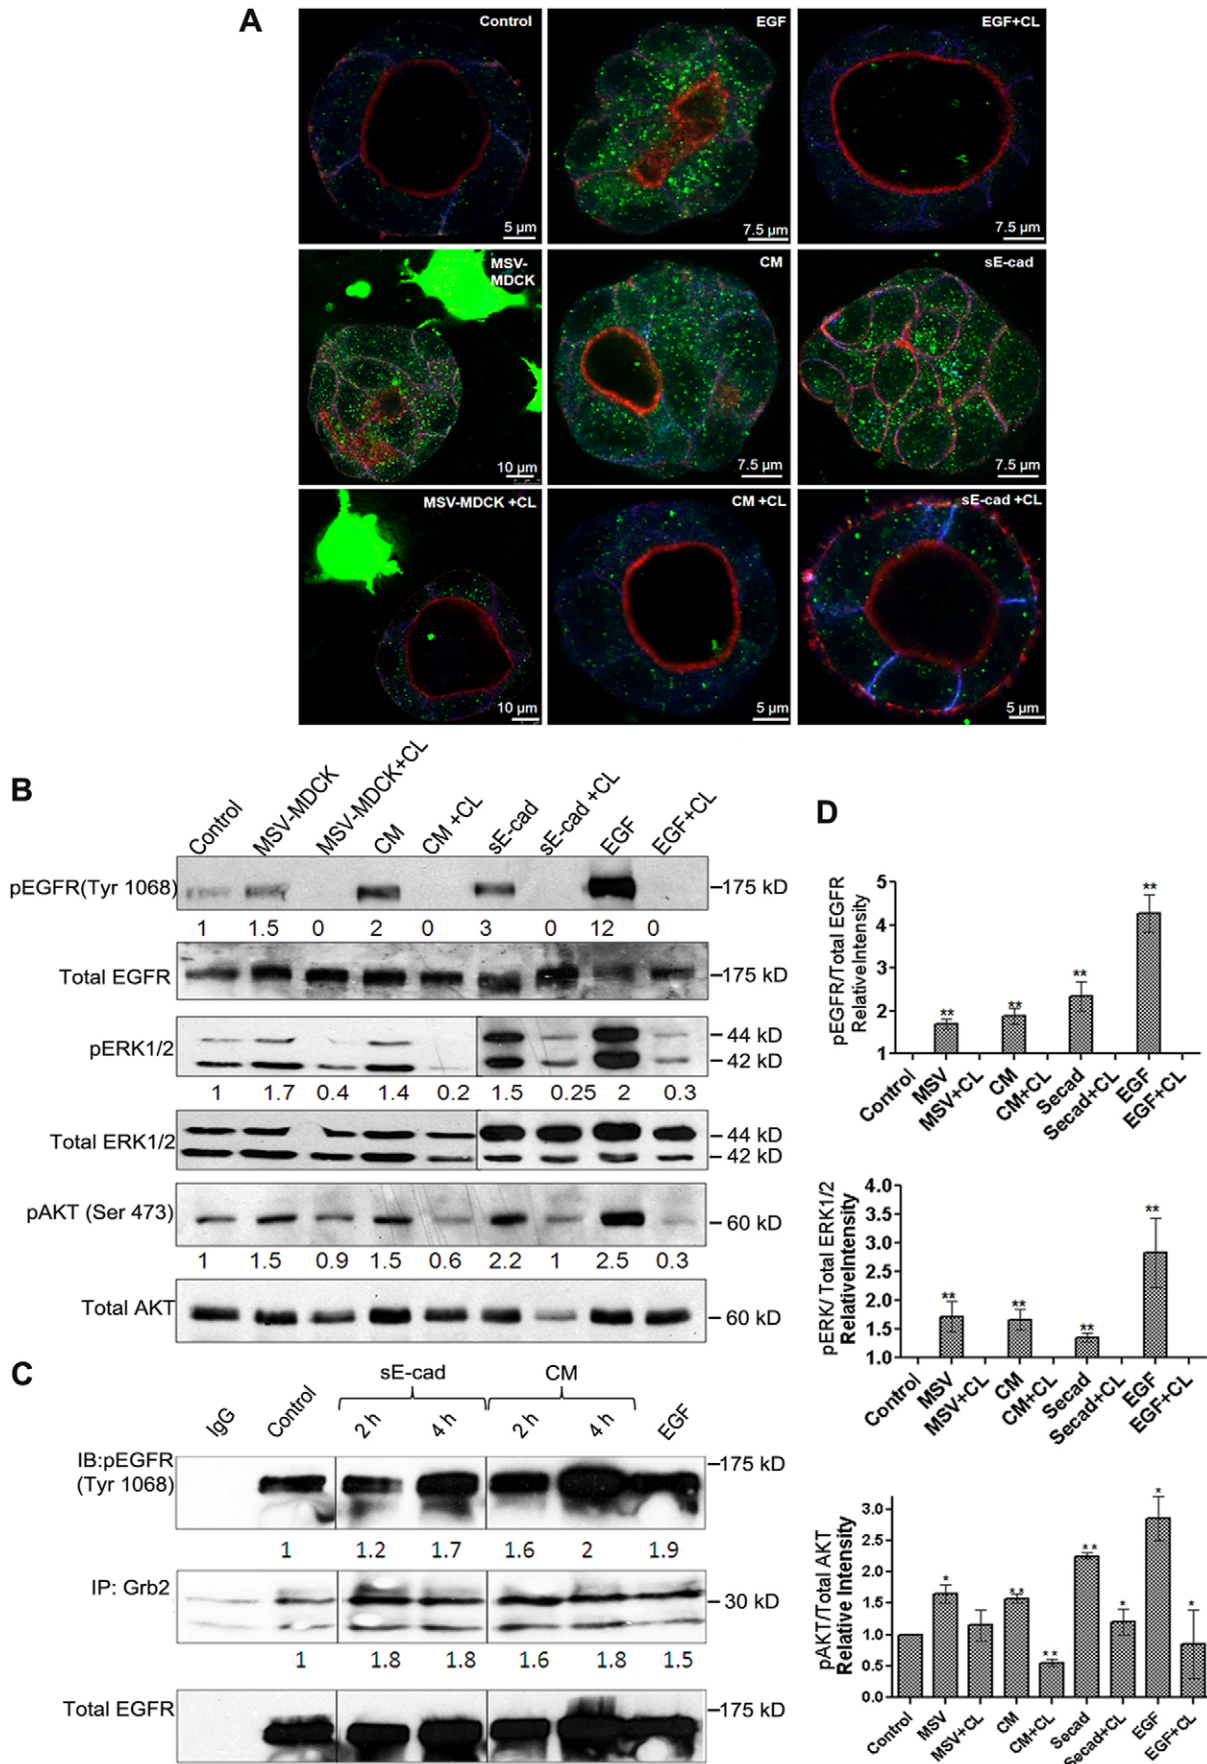 A
Control
EGF
EGF+CL
5 µm
7.5 µm
7.5 µm
MSV-
MDCK
CM
sE-cad
10 µm
7.5 µm
7.5 µm
MSV-MDCK +CL
CM +CL
sE-cad +CL
10 µm
5 µm
5 µm
B
Control
MSV-MDCK
MSV-MDCK+CL
CM
CM +CL
sE-cad
sE-cad +CL
EGF
EGF+CL
pEGFR(Tyr 1068)
–175 kD
1 1.5 0 2 0 3 0 12 0
Total EGFR
–175 kD
pERK1/2
– 44 kD
– 42 kD
1 1.7 0.4 1.4 0.2 1.5 0.25 2 0.3
Total ERK1/2
– 44 kD
– 42 kD
pAKT (Ser 473)
– 60 kD
1 1.5 0.9 1.5 0.6 2.2 1 2.5 0.3
Total AKT
– 60 kD
C
sE-cad
CM
IgG
Control
2 h
4 h
2 h
4 h
EGF
IB:pEGFR
(Tyr 1068)
–175 kD
1 1.2 1.7 1.6 2 1.9
IP: Grb2
– 30 kD
1 1.8 1.8 1.6 1.8 1.5
Total EGFR
–175 kD
D
pEGFR/Total EGFR
RelativeIntensity
5
4
3
2
1
**
**
**
**
Control
MSV
MSV+CL
CM
CM+CL
Secad
Secad+CL
EGF
EGF+CL
pERK/ Total ERK1/2
RelativeIntensity
4.0
3.5
3.0
2.5
2.0
1.5
1.0
**
**
**
**
Control
MSV
MSV+CL
CM
CM+CL
Secad
Secad+CL
EGF
EGF+CL
pAKT/Total AKT
Relative Intensity
3.0
2.5
2.0
1.5
1.0
0.5
0.0
*
**
**
**
*
*
*
Control
MSV
MSV+CL
CM
CM+CL
Secad
Secad+CL
EGF
EGF+CL